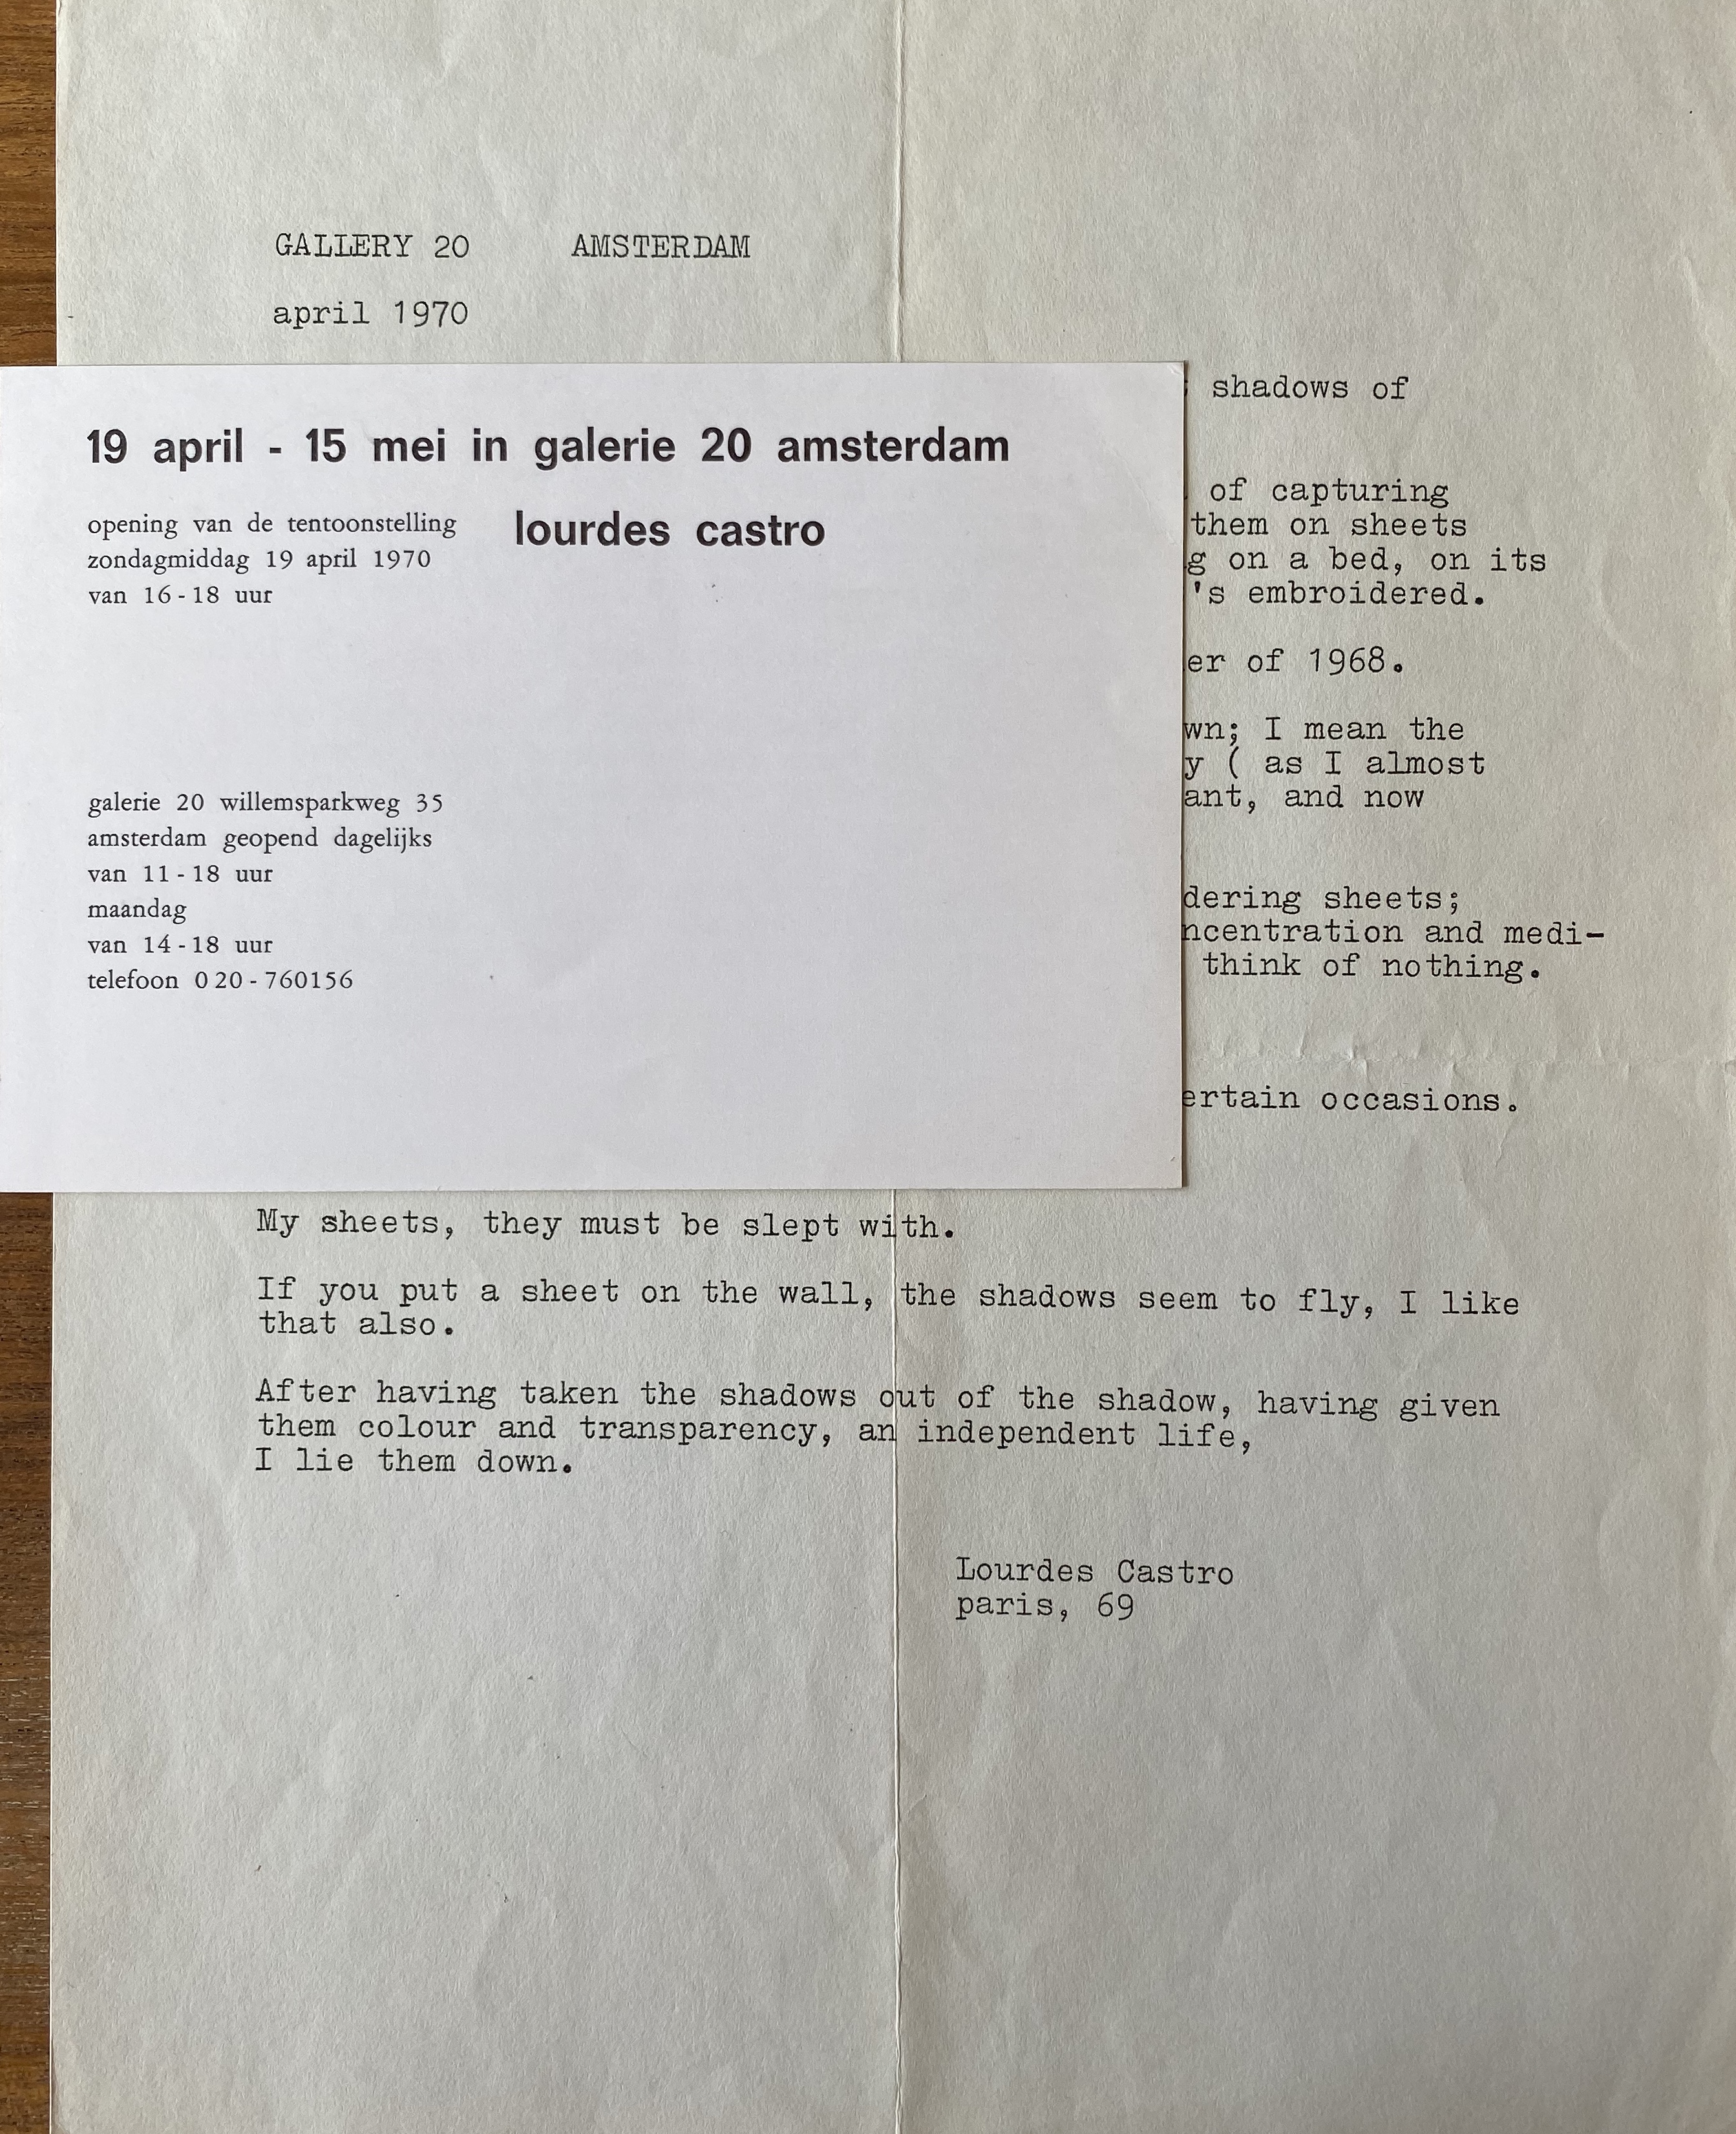 GALLERY 20 AMSTERDAM
april 1970
19 april - 15 mei in galerie 20 amsterdam
opening van de tentoonstelling
zondagmiddag 19 april 1970
van 16-18 uur
lourdes castro
galerie 20 willemsparkweg 35
amsterdam geopend dagelijks
van 11-18 uur
maandag
van 14-18 uur
telefoon 020-760156
shadows of
of capturing
them on sheets
g on a bed, on its
's embroidered.
er of 1968.
wn; I mean the
y ( as I almost
ant, and now
dering sheets;
ncentration and medi-
think of nothing.
ertain occasions.
My sheets, they must be slept with.
If you put a sheet on the wall, the shadows seem to fly, I like
that also.
After having taken the shadows out of the shadow, having given
them colour and transparency, an independent life,
I lie them down.
Lourdes Castro
paris, 69